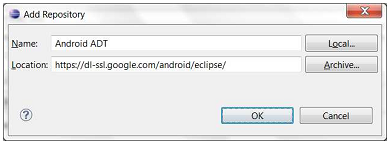 Add Repository
Name: Android ADT Local...
Location: https://dl-ssl.google.com/android/eclipse/ Archive...
? OK Cancel